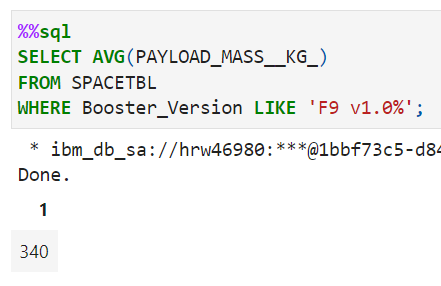 %%sql
SELECT AVG(PAYLOAD_MASS__KG_)
FROM SPACETBL
WHERE Booster_Version LIKE 'F9 v1.0%';
* ibm_db_sa://hrw46980:***@1bbf73c5-d84
Done.
1
340